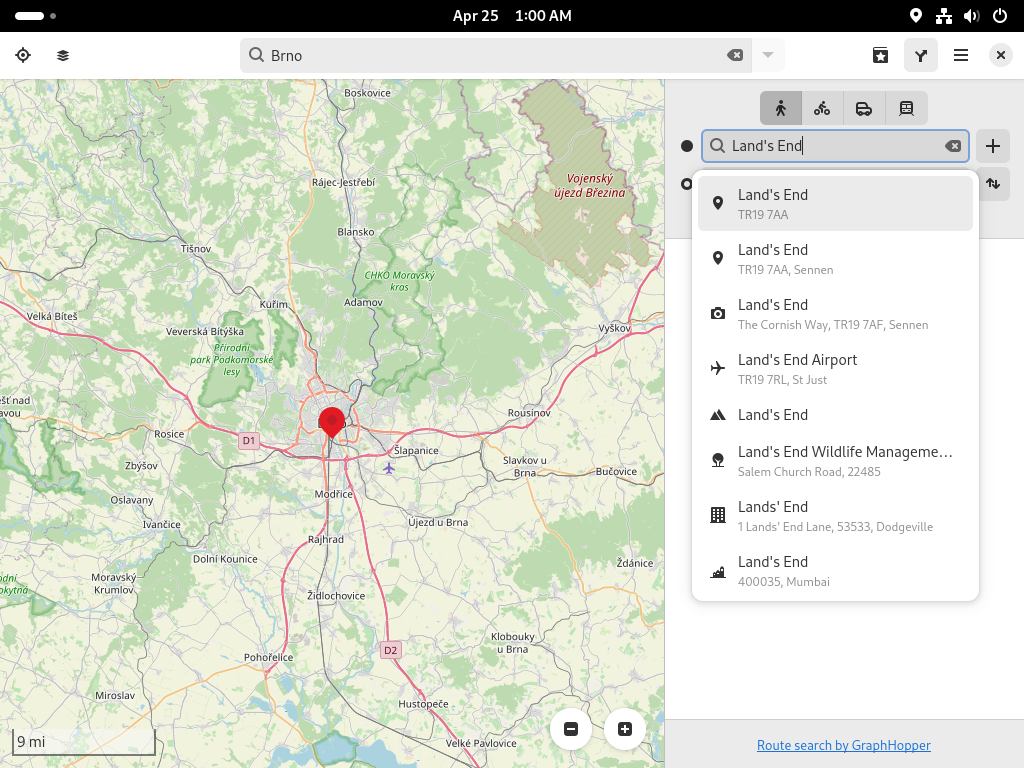 Apr 25 1:00 AM
Brno
Land's End
Land's End
TR19 7AA
Land's End
TR19 7AA, Sennen
Land's End
The Cornish Way, TR19 7AF, Sennen
Land's End Airport
TR19 7RL, St Just
Land's End
Land's End Wildlife Manageme…
Salem Church Road, 22485
Lands' End
1 Lands' End Lane, 53533, Dodgeville
Land's End
400035, Mumbai
Route search by GraphHopper
Boskovice
Vojenský
újezd Březina
Rájec-Jestřebí
Blansko
Tišnov
CHKO Moravský
kras
Adamov
Kuřim
Velká Bíteš
Veverská Bítýška
Vyškov
Přírodní
park Podkomorské
lesy
Rousínov
Rosice
D1
Šlapanice
Zbýšov
Slavkov u
Brna
Bučovice
Modřice
Oslavany
Ivančice
Újezd u Brna
Rajhrad
Dolní Kounice
Ždánice
Moravský
Krumlov
Židlochovice
Klobouky
u Brna
D2
Pohořelice
Miroslav
Hustopeče
Velké Pavlovice
9 mi